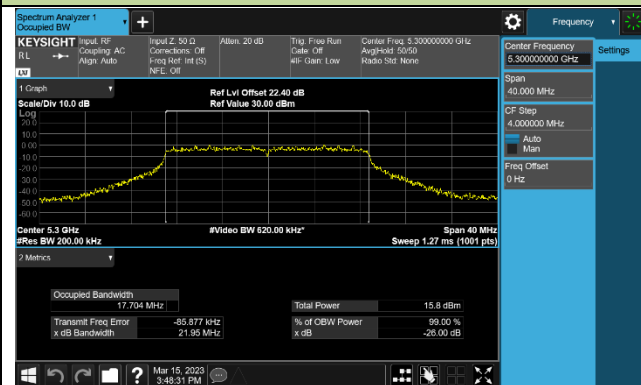 Spectrum Analyzer 1
Occupied BW
Frequency
KEYSIGHT
RL
Input: RF
Coupling: AC
Align: Auto
Input Z: 50 Ω
Corrections: Off
Freq Ref: Int (S)
NFE: Off
Atten: 20 dB
Trig: Free Run
Gate: Off
#IF Gain: Low
Center Freq: 5.300000000 GHz
Avg|Hold: 50/50
Radio Std: None
1 Graph
Scale/Div 10.0 dB
Ref Lvl Offset 22.40 dB
Ref Value 30.00 dBm
Log
20.0
10.0
0.00
-10.0
-20.0
-30.0
-40.0
-50.0
-60.0
Center 5.3 GHz
#Video BW 620.00 kHz*
Span 40 MHz
#Res BW 200.00 kHz
Sweep 1.27 ms (1001 pts)
2 Metrics
Occupied Bandwidth
17.704 MHz
Total Power
15.8 dBm
Transmit Freq Error
-85.877 kHz
% of OBW Power
99.00 %
x dB Bandwidth
21.95 MHz
x dB
-26.00 dB
Mar 15, 2023
3:48:31 PM
Center Frequency
5.300000000 GHz
Settings
Span
40.000 MHz
CF Step
4.000000 MHz
Auto
Man
Freq Offset
0 Hz